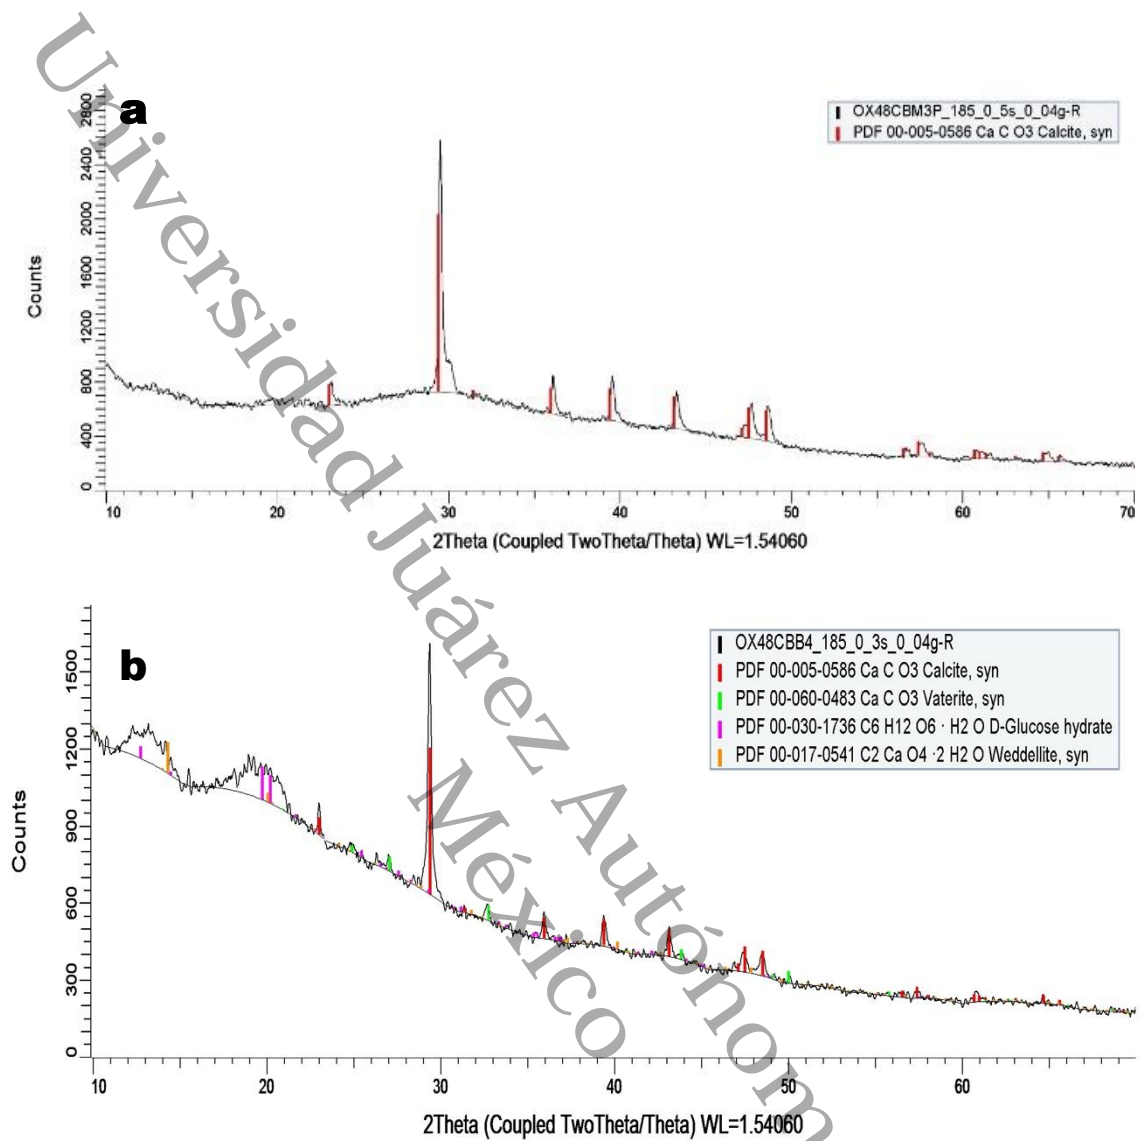 a
OX48CBM3P_185_0_5s_0_04g-R
PDF 00-005-0586 Ca C O3 Calcite, syn
Counts
2800
2400
2000
1600
1200
800
400
0
10 20 30 40 50 60 70
2Theta (Coupled TwoTheta/Theta) WL=1.54060
b
OX48CBB4_185_0_3s_0_04g-R
PDF 00-005-0586 Ca C O3 Calcite, syn
PDF 00-060-0483 Ca C O3 Vaterite, syn
PDF 00-030-1736 C6 H12 O6 · H2 O D-Glucose hydrate
PDF 00-017-0541 C2 Ca O4 ·2 H2 O Weddellite, syn
Counts
1500
1200
900
600
300
0
10 20 30 40 50 60
2Theta (Coupled TwoTheta/Theta) WL=1.54060
Universidad Juárez Autónom
México